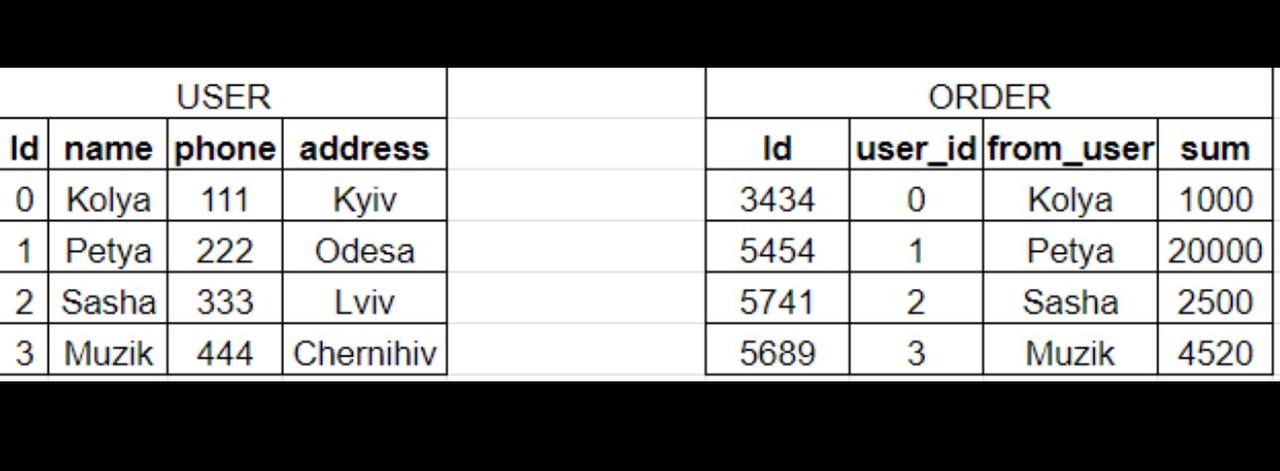 USER ORDER
Id name phone address Id user_id from_user sum
0 Kolya 111 Kyiv 3434 0 Kolya 1000
1 Petya 222 Odesa 5454 1 Petya 20000
2 Sasha 333 Lviv 5741 2 Sasha 2500
3 Muzik 444 Chernihiv 5689 3 Muzik 4520